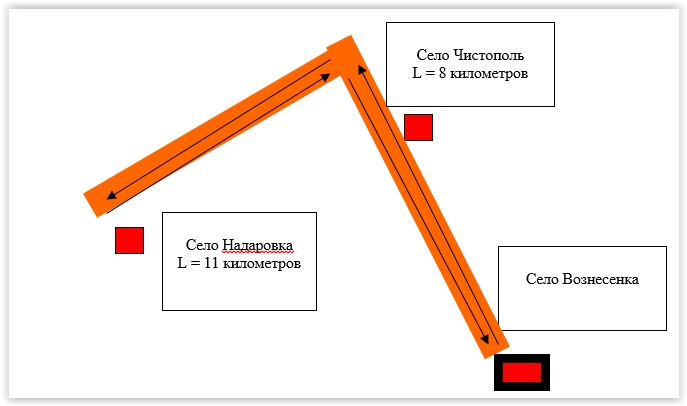 Село Чистополь
L = 8 километров
Село Надаровка
L = 11 километров
Село Вознесенка